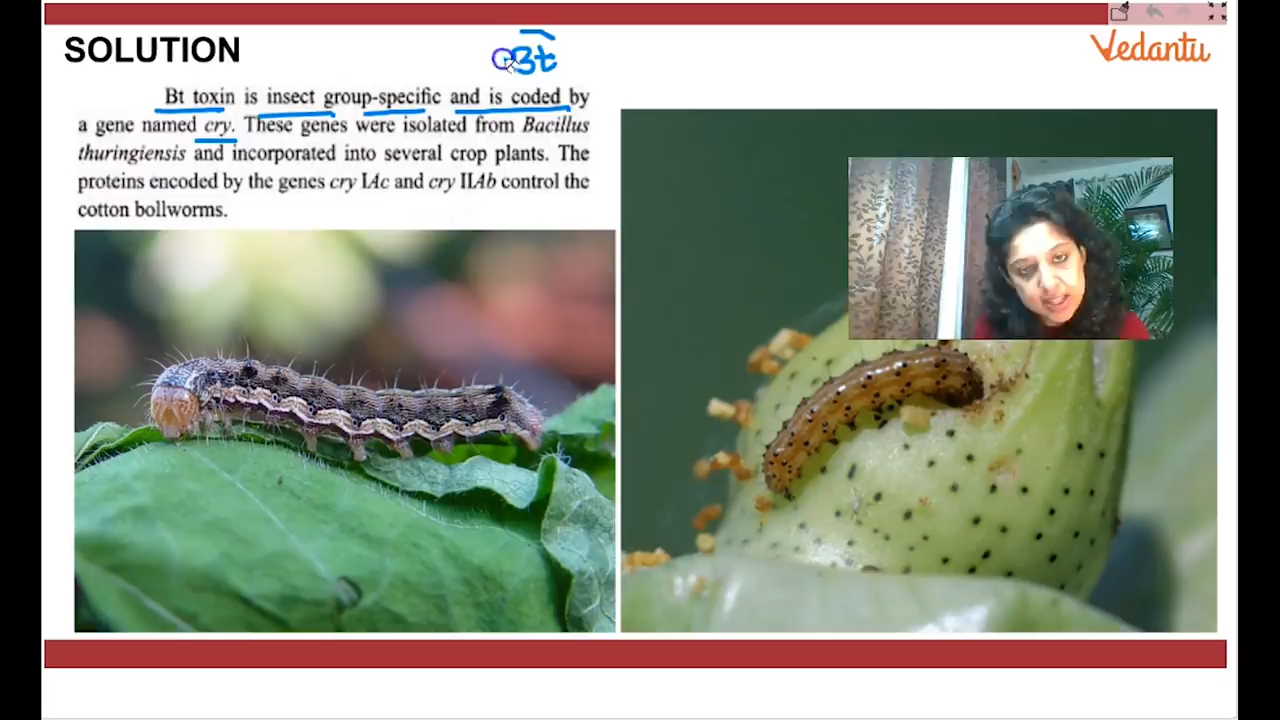 SOLUTION
Bt
Vedantu
Bt toxin is insect group-specific and is coded by
a gene named cry. These genes were isolated from Bacillus
thuringiensis and incorporated into several crop plants. The
proteins encoded by the genes cry IAc and cry IIAb control the
cotton bollworms.